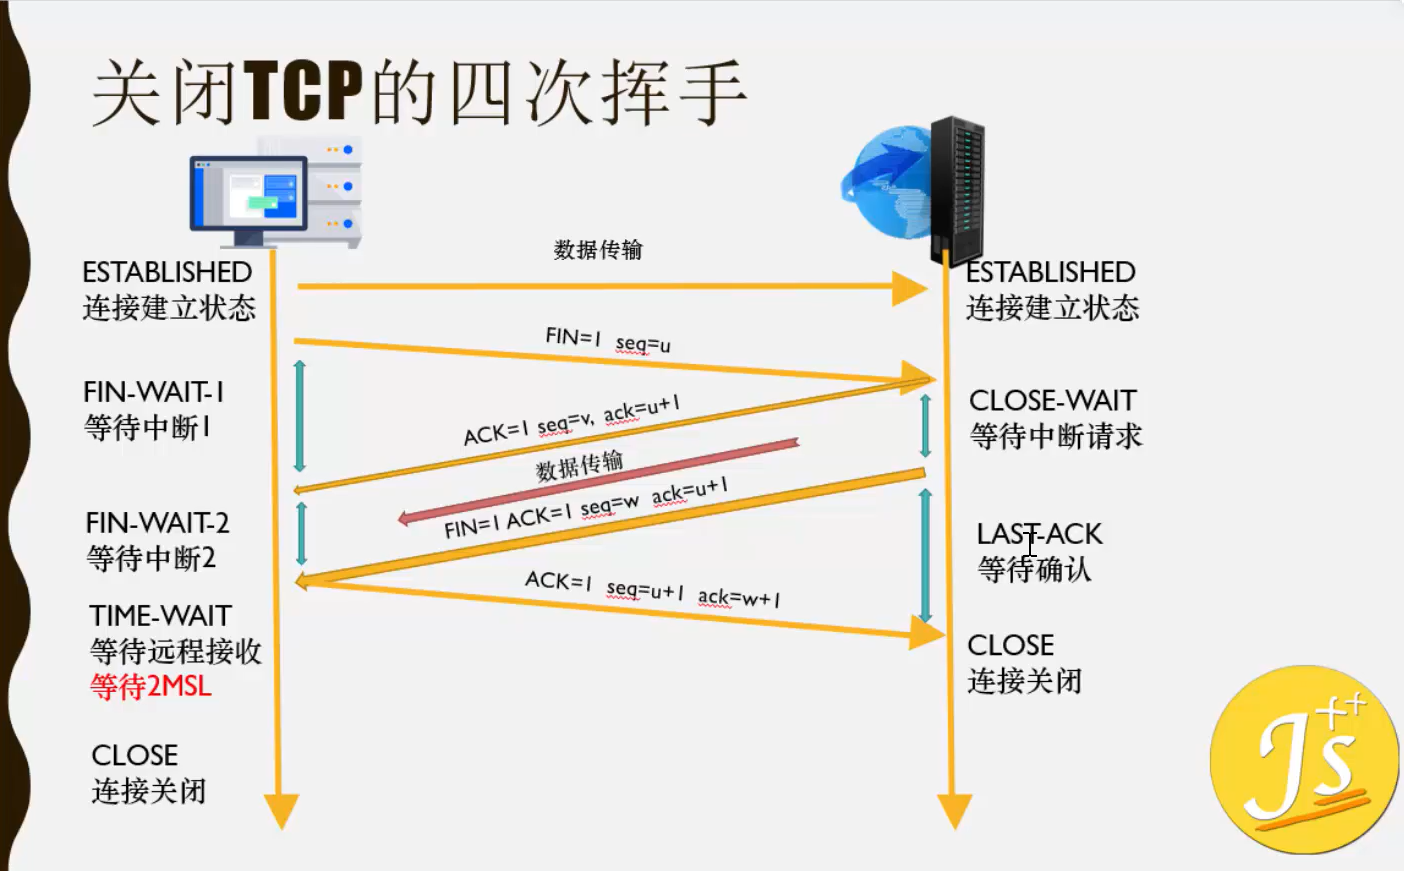 关闭TCP的四次挥手
数据传输
ESTABLISHED
连接建立状态
ESTABLISHED
连接建立状态
FIN=1 seq=u
FIN-WAIT-1
等待中断1
CLOSE-WAIT
等待中断请求
ACK=1 seq=v, ack=u+1
数据传输
FIN=1 ACK=1 seq=w ack=u+1
FIN-WAIT-2
等待中断2
LAST-ACK
等待确认
ACK=1 seq=u+1 ack=w+1
TIME-WAIT
等待远程接收
等待2MSL
CLOSE
连接关闭
CLOSE
连接关闭
Js++